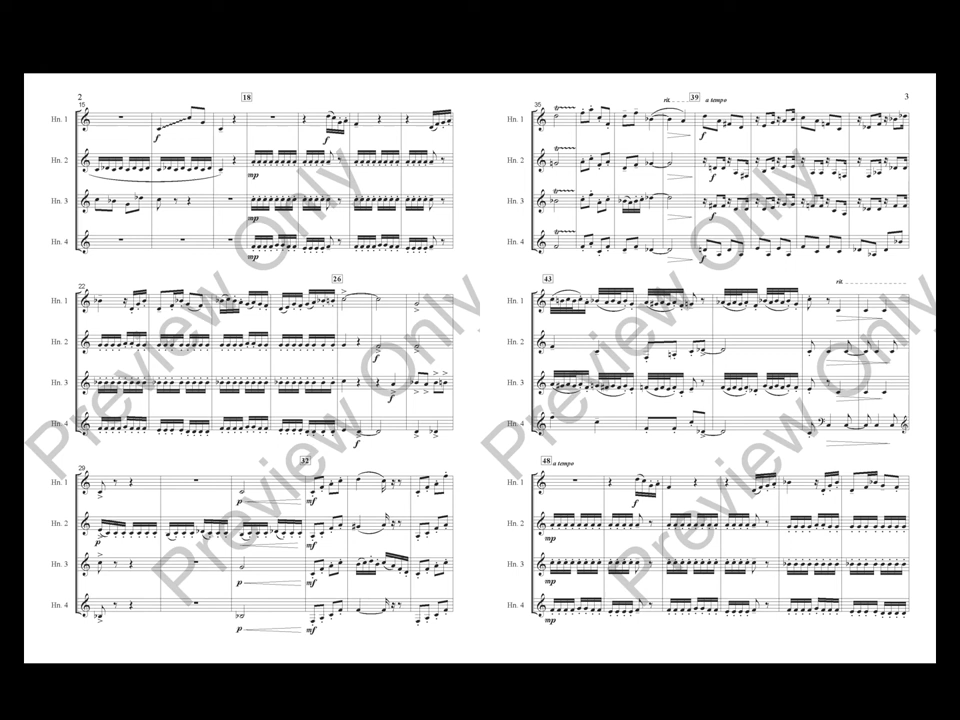 2
15
18
Hn. 1
f
f
Hn. 2
mp
Hn. 3
mp
Hn. 4
mp
22
26
Hn. 1
Hn. 2
f
Hn. 3
f
Hn. 4
f
29
32
Hn. 1
p
mf
Hn. 2
p
mf
Hn. 3
p
mf
Hn. 4
p
mf
Preview Only
Preview Only
3
35
rit.
39
a tempo
Hn. 1
f
Hn. 2
f
Hn. 3
f
Hn. 4
f
43
rit.
Hn. 1
Hn. 2
Hn. 3
Hn. 4
48
a tempo
Hn. 1
f
Hn. 2
mp
Hn. 3
mp
Hn. 4
mp
Preview Only
Preview Only